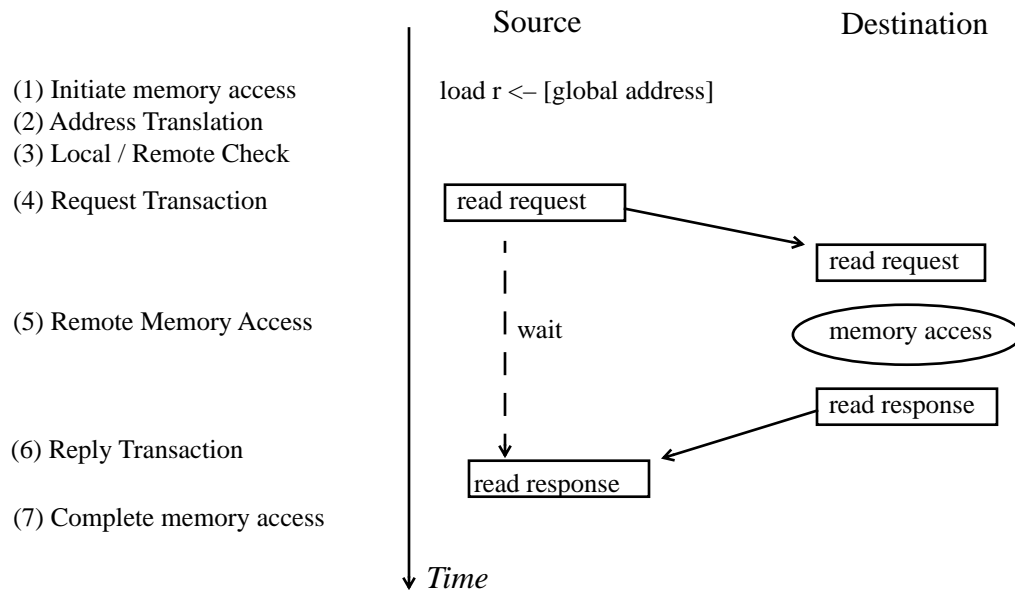 Source
Destination
(1) Initiate memory access
load r <– [global address]
(2) Address Translation
(3) Local / Remote Check
(4) Request Transaction
read request
read request
(5) Remote Memory Access
wait
memory access
read response
(6) Reply Transaction
read response
(7) Complete memory access
Time